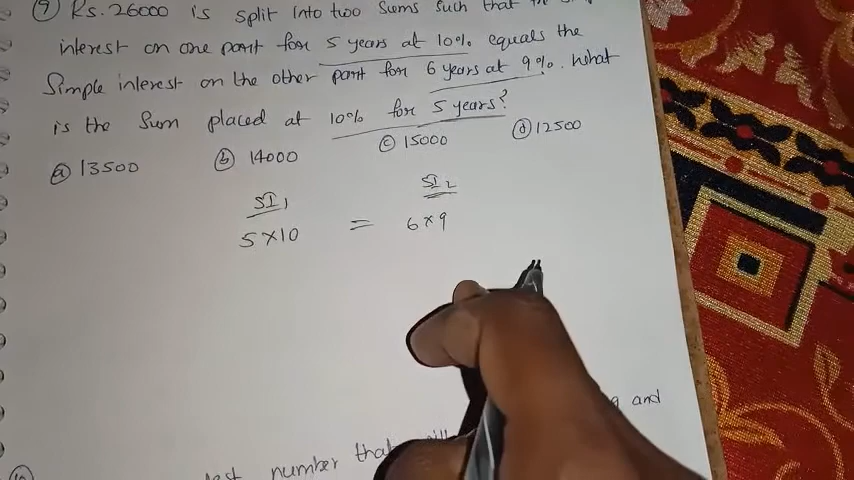 9 Rs. 26000 is split into two sums such that the
interest on one part for 5 years at 10% equals the
Simple interest on the other part for 6 years at 9%. what
is the Sum placed at 10% for 5 years?
a 13500 b 14000 c 15000 d 12500
SI1 SI2
5×10 = 6×9
and
number that
10